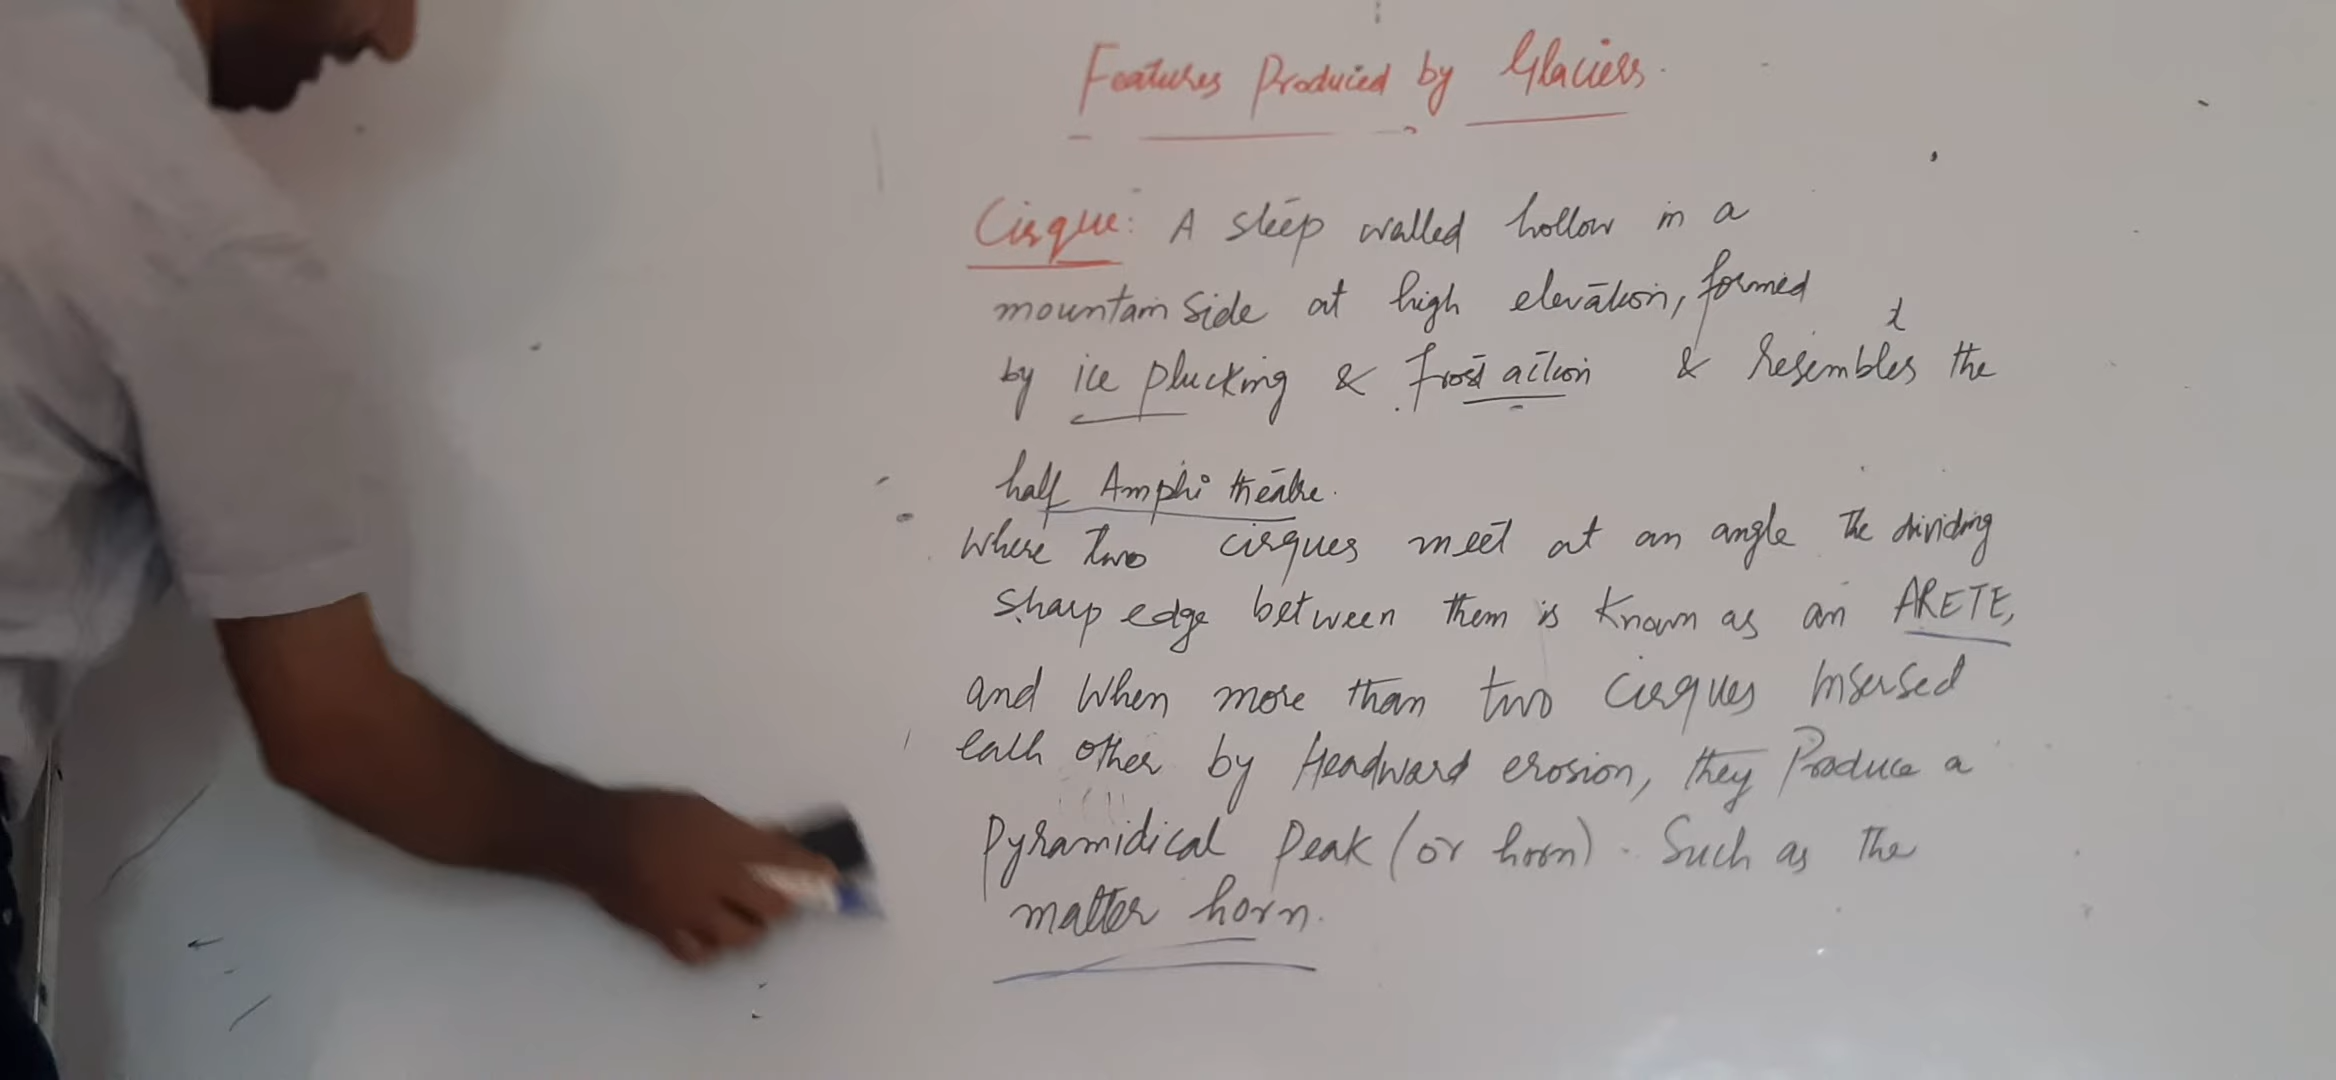 Features Produced by Glaciers.
Cirque: A steep walled hollow in a
mountain side at high elevation, formed
by ice plucking & Frost action & resembles the
half Amphi theatre.
Where two cirques meet at an angle The dividing
sharp edge between them is known as an ARETE,
and when more than two cirques Insersed
each other by Headward erosion, they Produce a
Pyramidical Peak (or horn). Such as The
matter horn.